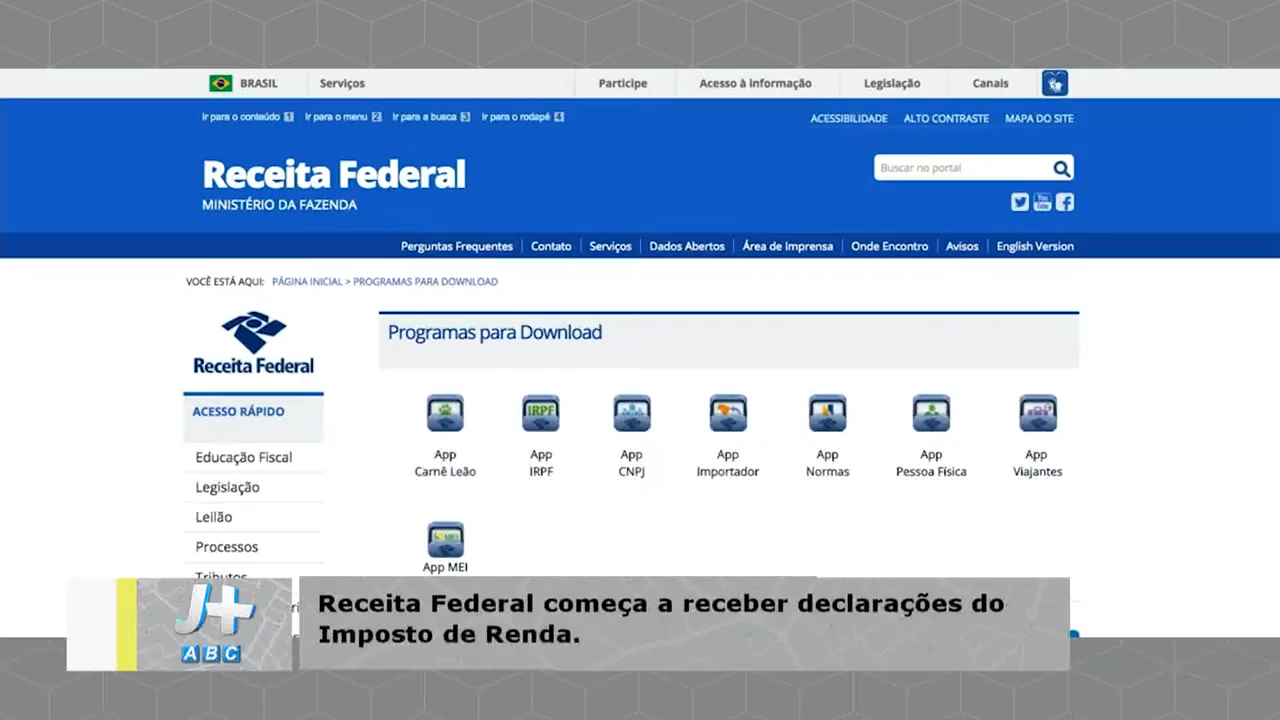 BRASIL Serviços Participe Acesso à informação Legislação Canais
Ir para o conteúdo 1 Ir para o menu 2 Ir para a busca 3 Ir para o rodapé 4 ACESSIBILIDADE ALTO CONTRASTE MAPA DO SITE
Receita Federal
MINISTÉRIO DA FAZENDA
Buscar no portal
You Tube
Perguntas Frequentes Contato Serviços Dados Abertos Área de Imprensa Onde Encontro Avisos English Version
VOCÊ ESTÁ AQUI: PÁGINA INICIAL > PROGRAMAS PARA DOWNLOAD
Receita Federal
Programas para Download
ACESSO RÁPIDO
Educação Fiscal
Legislação
Leilão
Processos
Tributos
IRPF
App
Carnê Leão
App
IRPF
App
CNPJ
App
Importador
App
Normas
App
Pessoa Física
App
Viajantes
App MEI
J+
ABC
Receita Federal começa a receber declarações do
Imposto de Renda.